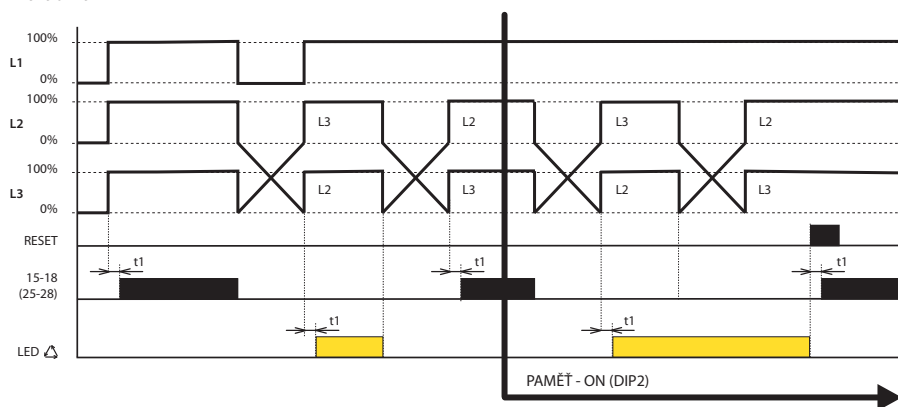 100%
L1
0%
100%
L2
0%
L3
L2
L3
L2
100%
L3
0%
L2
L3
L2
L3
RESET
t1
t1
t1
15-18
(25-28)
t1
t1
LED
PAMĚŤ - ON (DIP2)